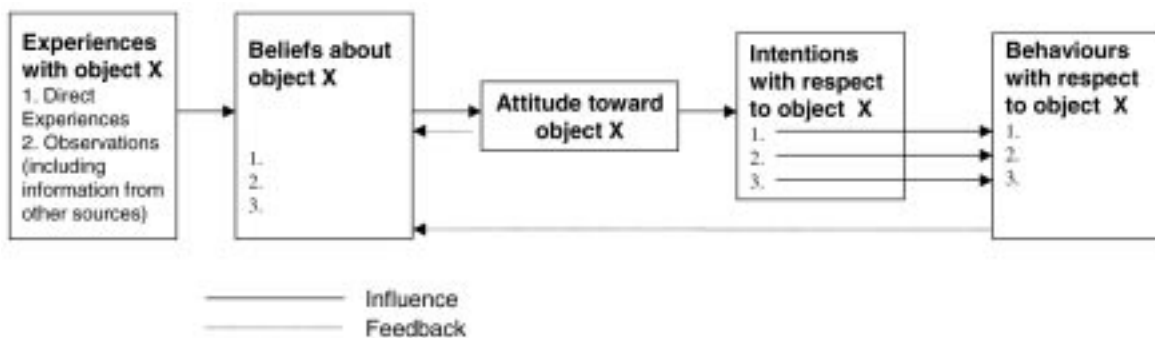 Experiences
with object X
1. Direct
Experiences
2. Observations
(including
information from
other sources)
Beliefs about
object X
1.
2.
3.
Attitude toward
object X
Intentions
with respect
to object X
1.
2.
3.
Behaviours
with respect
to object X
1.
2.
3.
Influence
Feedback